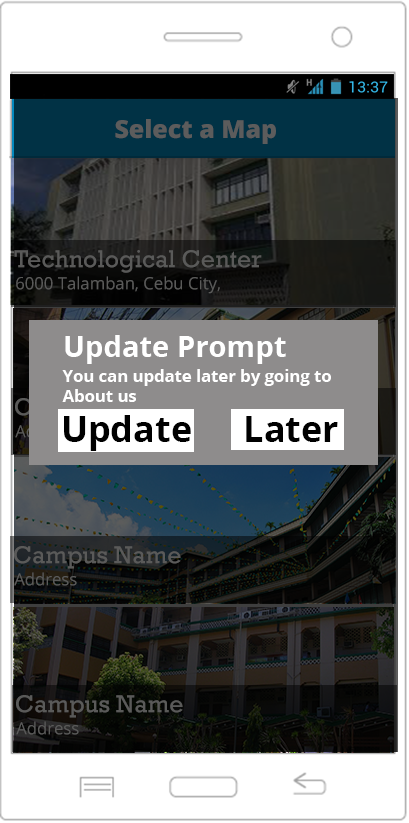 H 13:37
Select a Map
Technological Center
6000 Talamban, Cebu City,
Update Prompt
You can update later by going to
About us
Update Later
Campus Name
Address
Campus Name
Address